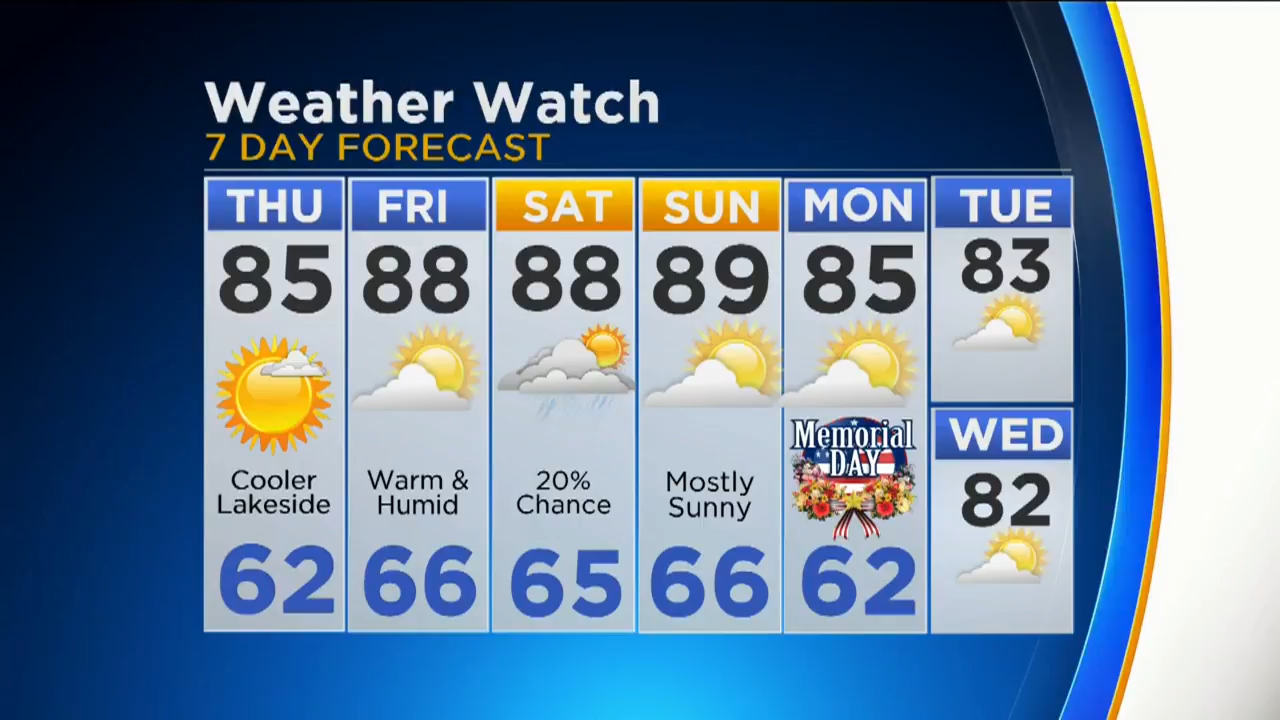 Weather Watch
7 DAY FORECAST
THU
85
Cooler
Lakeside
62
FRI
88
Warm &
Humid
66
SAT
88
20%
Chance
65
SUN
89
Mostly
Sunny
66
MON
85
Memorial
DAY
62
TUE
83
WED
82